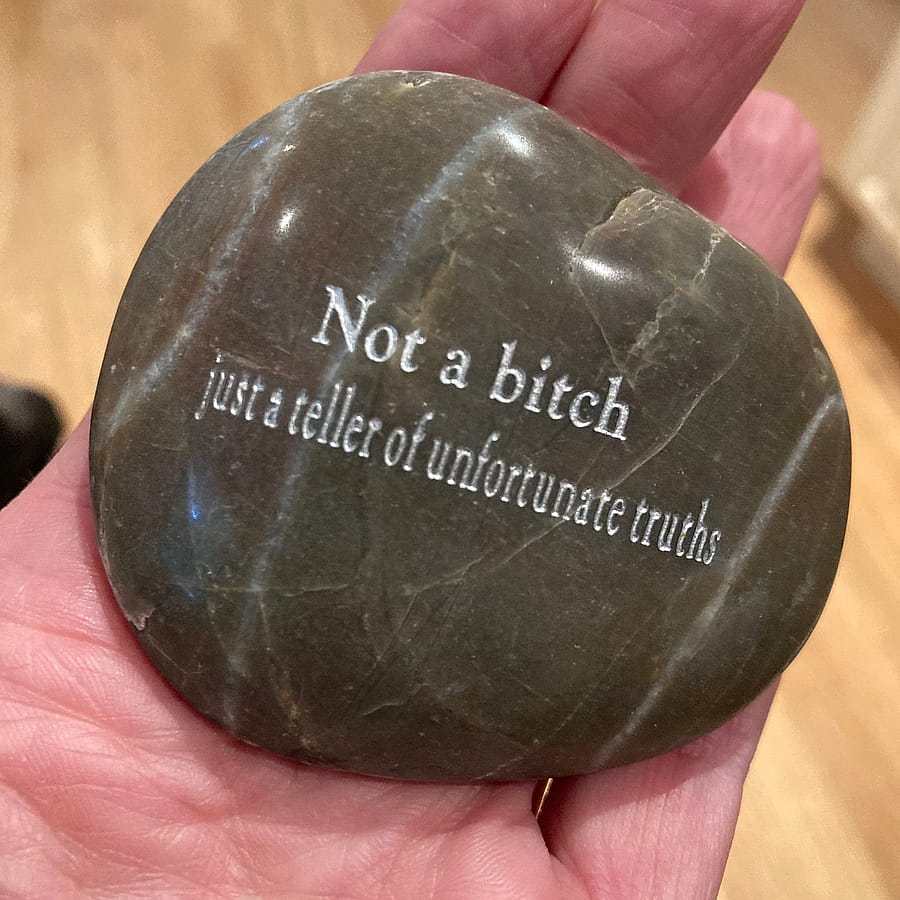 Not a bitch
just a teller of unfortunate truths